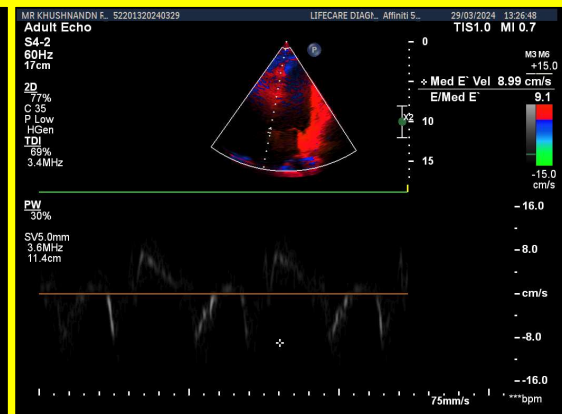 MR KHUSHNANDN F.. 52201320240329 LIFECARE DIAGN.. Affiniti 5... 29/03/2024 13:26:48
Adult Echo TIS1.0 MI 0.7
S4-2
60Hz
17cm
2D
77%
C 35
P Low
HGen
TDI
69%
3.4MHz
P
0
5
10
15
X2
M3 M6
+15.0
Med E` Vel 8.99 cm/s
E/Med E` 9.1
-15.0
cm/s
PW
30%
SV5.0mm
3.6MHz
11.4cm
- 16.0
- 8.0
- cm/s
- -8.0
- -16.0
75mm/s ***bpm